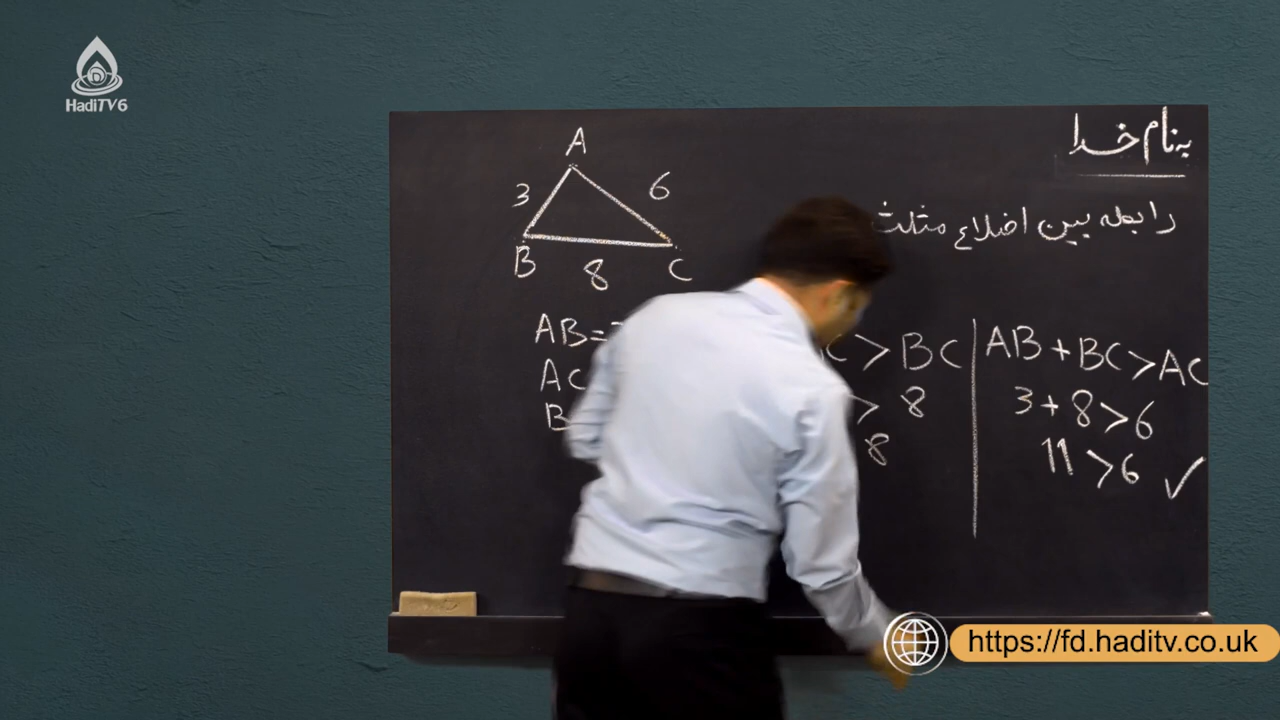 HadiTV6
به نام خدا
رابطه بین اضلاع مثلث
A
3
6
B
8
C
AB=
AC
B
C > BC
> 8
8
AB + BC > AC
3 + 8 > 6
11 > 6 ✓
https://fd.haditv.co.uk